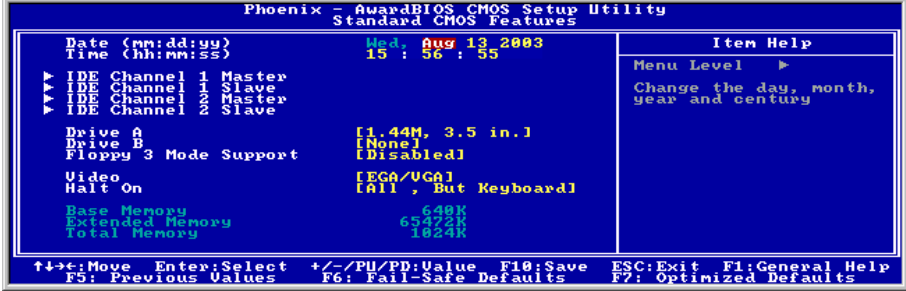 Phoenix - AwardBIOS CMOS Setup Utility
Standard CMOS Features
Date (mm:dd:yy) Wed, Aug 13 2003
Time (hh:mm:ss) 15 : 56 : 55
► IDE Channel 1 Master
► IDE Channel 1 Slave
► IDE Channel 2 Master
► IDE Channel 2 Slave
Drive A [1.44M, 3.5 in.]
Drive B [None]
Floppy 3 Mode Support [Disabled]
Video [EGA/VGA]
Halt On [All , But Keyboard]
Base Memory 640K
Extended Memory 65472K
Total Memory 1024K
Item Help
Menu Level ►
Change the day, month,
year and century
↑↓→←:Move Enter:Select +/-/PU/PD:Value F10:Save ESC:Exit F1:General Help
F5: Previous Values F6: Fail-Safe Defaults F7: Optimized Defaults